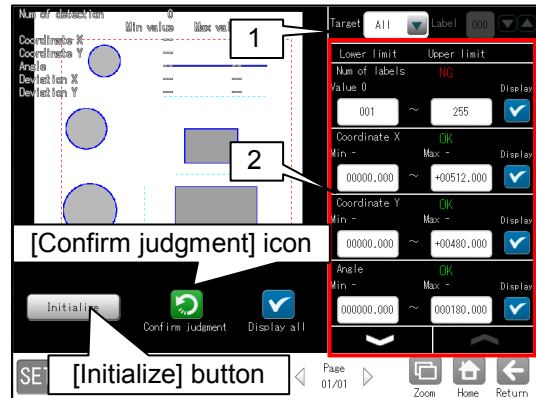 Num of detection 0
Min value Max val
Coordinate X -- 
Coordinate Y --
Angle -- --
Deviation X -- --
Deviation Y -- --
1
2
Target All Label 000
Lower limit Upper limit
Num of labels NG
Value 0 Display
001 ~ 255
Coordinate X OK
Min - Max - Display
00000.000 ~ +00512.000
Coordinate Y OK
Min - Max - Display
00000.000 ~ +00480.000
Angle OK
Min - Max - Display
000000.000 ~ 000180.000
[Confirm judgment] icon
Initialize
Confirm judgment
Display all
[Initialize] button
SE
Page
01/01
Zoom Home Return